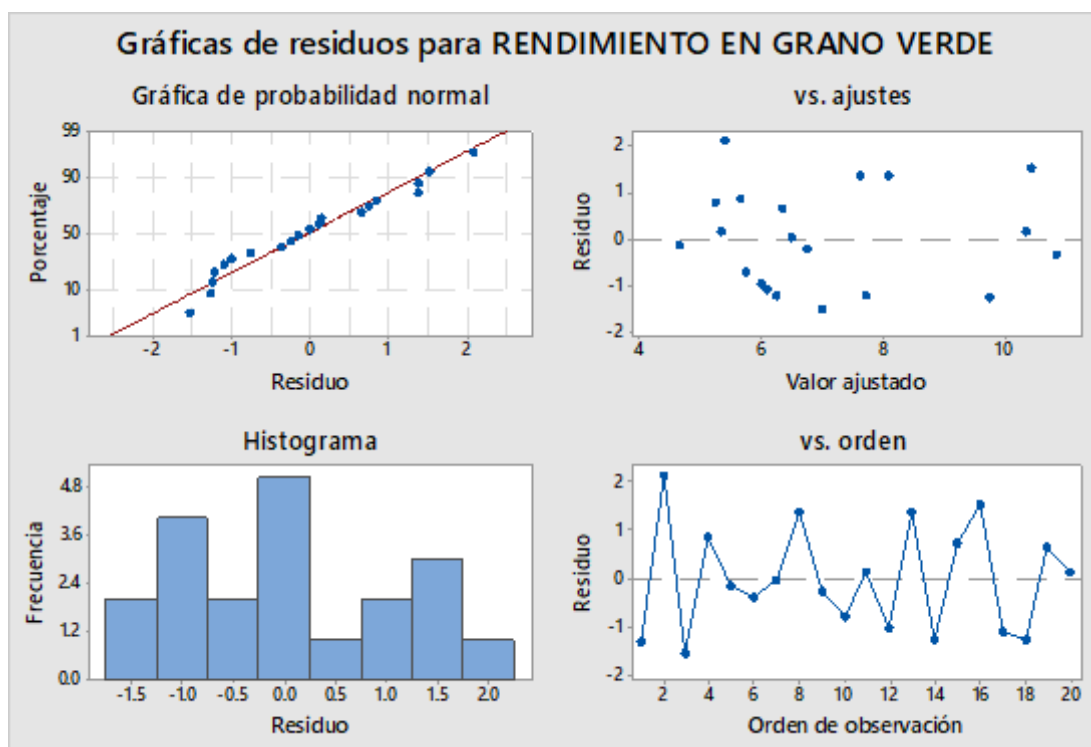 Gráficas de residuos para RENDIMIENTO EN GRANO VERDE
Gráfica de probabilidad normal
99
90
50
10
1
Porcentaje
-2 -1 0 1 2
Residuo
vs. ajustes
2
1
0
-1
-2
Residuo
4 6 8 10
Valor ajustado
Histograma
4.8
3.6
2.4
1.2
0.0
Frecuencia
-1.5 -1.0 -0.5 0.0 0.5 1.0 1.5 2.0
Residuo
vs. orden
2
1
0
-1
-2
Residuo
2 4 6 8 10 12 14 16 18 20
Orden de observación